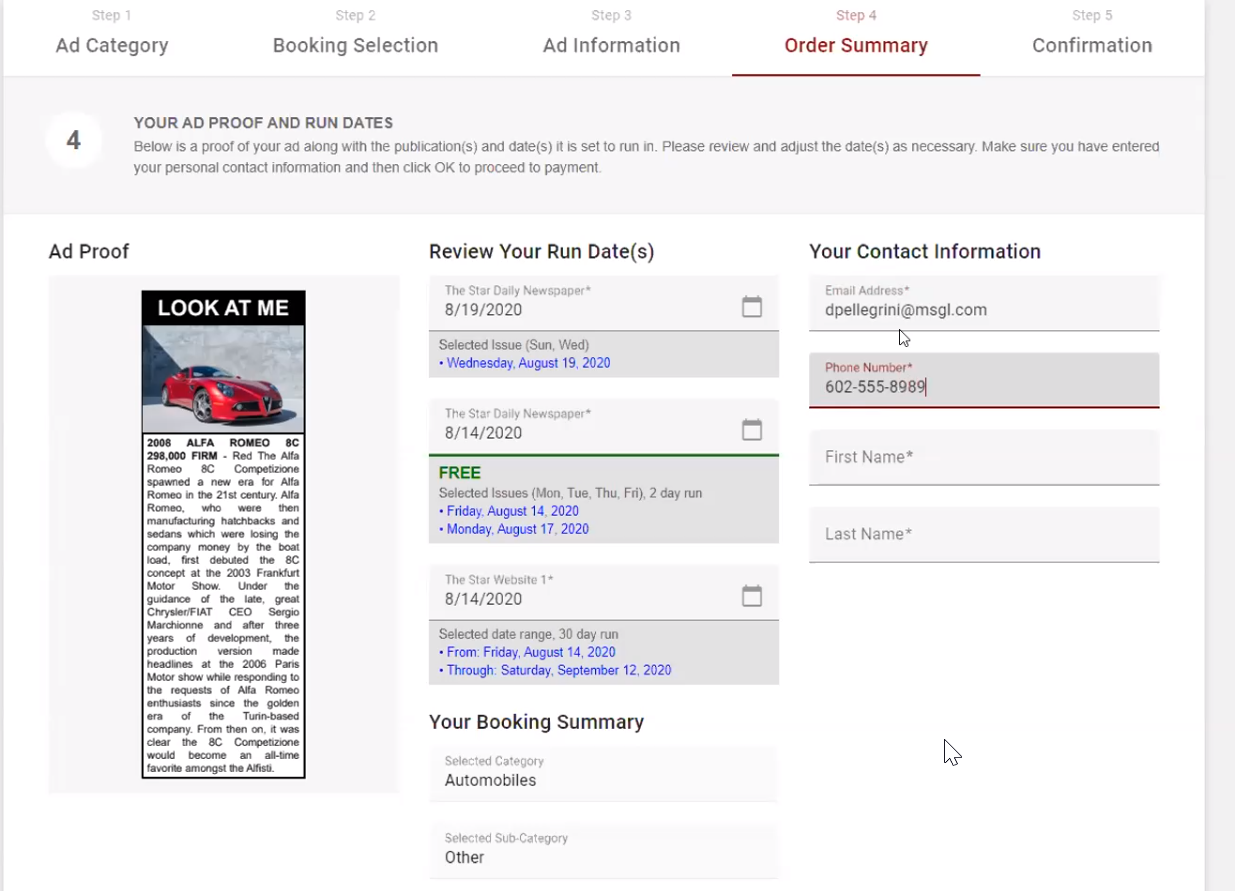 Step 1
Ad Category
Step 2
Booking Selection
Step 3
Ad Information
Step 4
Order Summary
Step 5
Confirmation
4
YOUR AD PROOF AND RUN DATES
Below is a proof of your ad along with the publication(s) and date(s) it is set to run in. Please review and adjust the date(s) as necessary. Make sure you have entered
your personal contact information and then click OK to proceed to payment.
Ad Proof
LOOK AT ME
2008 ALFA ROMEO 8C
298,000 FIRM - Red The Alfa
Romeo 8C Competizione
spawned a new era for Alfa
Romeo in the 21st century. Alfa
Romeo, who were then
manufacturing hatchbacks and
sedans which were losing the
company money by the boat
load, first debuted the 8C
concept at the 2003 Frankfurt
Motor Show. Under the
guidance of the late, great
Chrysler/FIAT CEO Sergio
Marchionne and after three
years of development, the
production version made
headlines at the 2006 Paris
Motor show while responding to
the requests of Alfa Romeo
enthusiasts since the golden
era of the Turin-based
company. From then on, it was
clear the 8C Competizione
would become an all-time
favorite amongst the Alfisti.
Review Your Run Date(s)
The Star Daily Newspaper*
8/19/2020
Selected Issue (Sun, Wed)
• Wednesday, August 19, 2020
The Star Daily Newspaper*
8/14/2020
FREE
Selected Issues (Mon, Tue, Thu, Fri), 2 day run
• Friday, August 14, 2020
• Monday, August 17, 2020
The Star Website 1*
8/14/2020
Selected date range, 30 day run
• From: Friday, August 14, 2020
• Through: Saturday, September 12, 2020
Your Booking Summary
Selected Category
Automobiles
Selected Sub-Category
Other
Your Contact Information
Email Address*
dpellegrini@msgl.com
Phone Number*
602-555-8989
First Name*
Last Name*